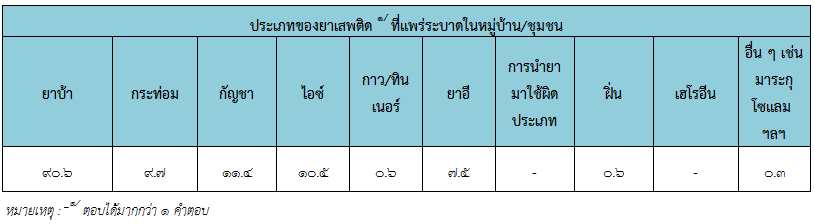 ประเภทของยาเสพติด ๕/ ที่แพร่ระบาดในหมู่บ้าน/ชุมชน
ยาบ้า
กระท่อม
กัญชา
ไอซ์
กาว/ทิน
เนอร์
ยาอี
การนำยา
มาใช้ผิด
ประเภท
ฝิ่น
เฮโรอีน
อื่น ๆ เช่น
มาระกุ
โซแลม
ฯลฯ
๙๐.๖
๙.๗
๑๑.๔
๑๐.๕
๐.๖
๗.๕
-
๐.๖
-
๐.๓
หมายเหตุ : -๕/ ตอบได้มากกว่า ๑ คำตอบ